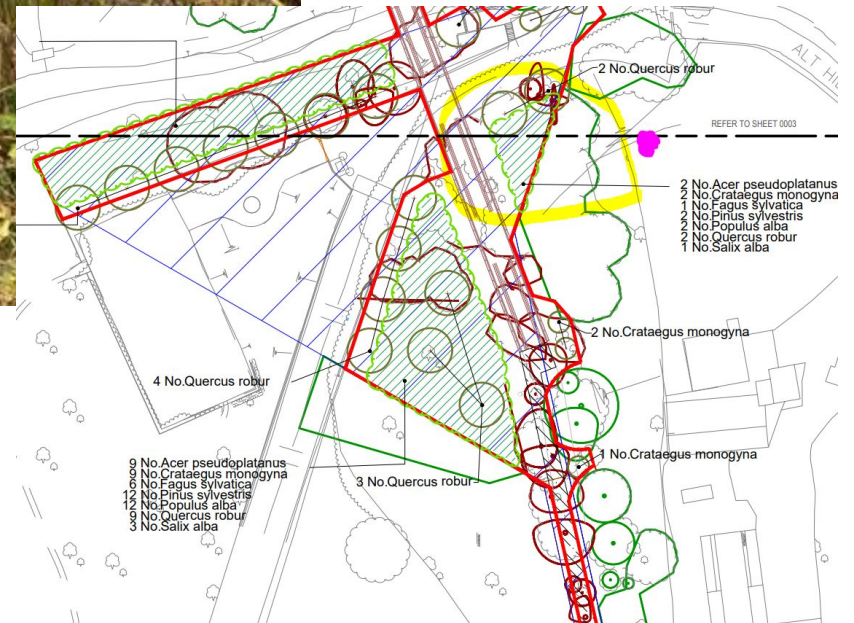 ALT HI
2 No.Quercus robur
REFER TO SHEET 0003
2 No.Acer pseudoplatanus
2 No.Crataegus monogyna
1 No.Fagus sylvatica
2 No.Pinus sylvestris
2 No.Populus alba
2 No.Quercus robur
1 No.Salix alba
2 No.Crataegus monogyna
4 No.Quercus robur
1 No.Crataegus monogyna
9 No.Acer pseudoplatanus
9 No.Crataegus monogyna
6 No.Fagus sylvatica
12 No.Pinus sylvestris
12 No.Populus alba
9 No.Quercus robur
3 No.Salix alba
3 No.Quercus robur